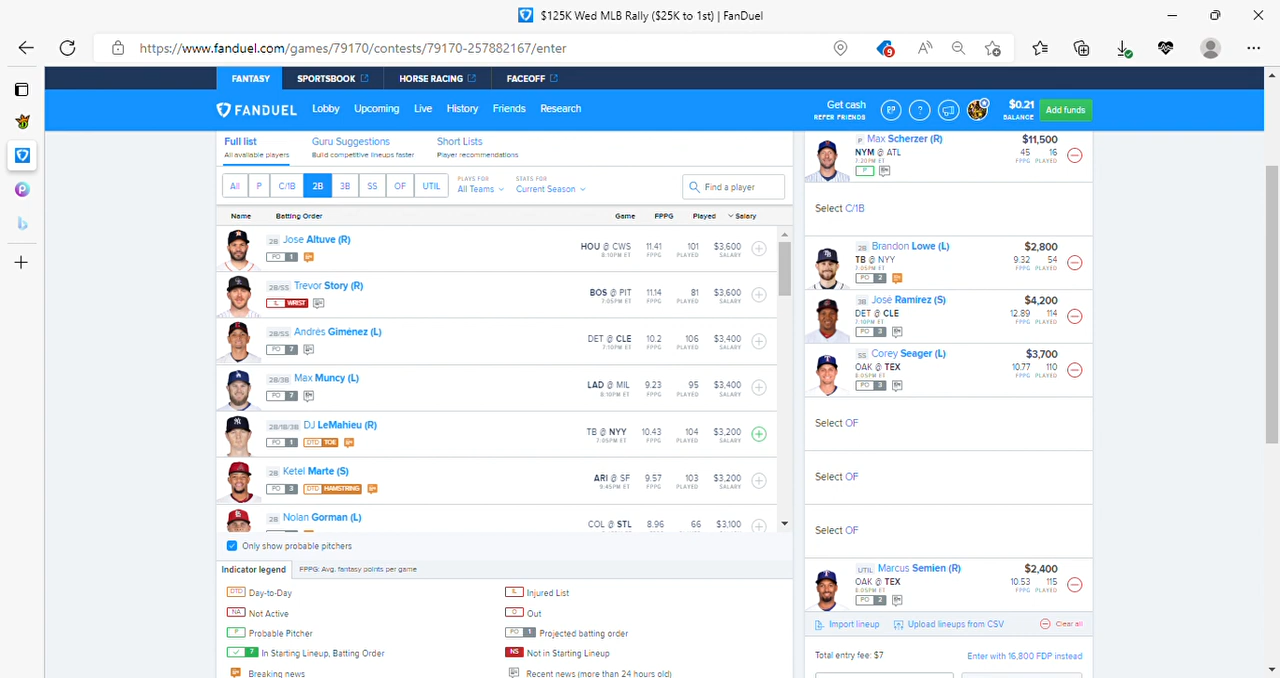 $125K Wed MLB Rally ($25K to 1st) | FanDuel
https://www.fanduel.com/games/79170/contests/79170-257882167/enter
9
FANTASY SPORTSBOOK HORSE RACING FACEOFF
FANDUEL Lobby Upcoming Live History Friends Research
Get cash
REFER FRIENDS
$0.21
BALANCE
Add funds
Full list
All available players
Guru Suggestions
Build competitive lineups faster
Short Lists
Player recommendations
All P C/1B 2B 3B SS OF UTIL
PLAYS FOR
All Teams
STATS FOR
Current Season
Find a player
Name Batting Order Game FPPG Played Salary
2B Jose Altuve (R)
PO 1
HOU @ CWS 11.41 101 $3,600
8:10PM ET FPPG PLAYED SALARY
2B/SS Trevor Story (R)
IL WRIST
BOS @ PIT 11.14 81 $3,600
7:05PM ET FPPG PLAYED SALARY
2B/SS Andrés Giménez (L)
PO 7
DET @ CLE 10.2 106 $3,400
7:10PM ET FPPG PLAYED SALARY
2B/3B Max Muncy (L)
PO 7
LAD @ MIL 9.23 95 $3,400
8:10PM ET FPPG PLAYED SALARY
2B/1B/3B DJ LeMahieu (R)
PO 1 DTD TOE
TB @ NYY 10.43 104 $3,200
7:05PM ET FPPG PLAYED SALARY
2B Ketel Marte (S)
PO 3 DTD HAMSTRING
ARI @ SF 9.57 103 $3,200
9:45PM ET FPPG PLAYED SALARY
2B Nolan Gorman (L)
COL @ STL 8.96 66 $3,100
Only show probable pitchers
Indicator legend FPPG: Avg. fantasy points per game
DTD Day-to-Day
IL Injured List
NA Not Active
O Out
P Probable Pitcher
PO 1 Projected batting order
7 In Starting Lineup, Batting Order
NS Not in Starting Lineup
Breaking news
Recent news (more than 24 hours old)
P Max Scherzer (R)
NYM @ ATL
7:20PM ET
P
45 16
FPPG PLAYED
$11,500
Select C/1B
2B Brandon Lowe (L)
TB @ NYY
7:05PM ET
PO 2
9.32 54
FPPG PLAYED
$2,800
3B José Ramírez (S)
DET @ CLE
7:10PM ET
PO 3
12.89 114
FPPG PLAYED
$4,200
SS Corey Seager (L)
OAK @ TEX
8:05PM ET
PO 3
10.77 110
FPPG PLAYED
$3,700
Select OF
Select OF
Select OF
UTIL Marcus Semien (R)
OAK @ TEX
8:05PM ET
PO 2
10.53 115
FPPG PLAYED
$2,400
Import lineup Upload lineups from CSV Clear all
Total entry fee: $7 Enter with 16,800 FDP instead